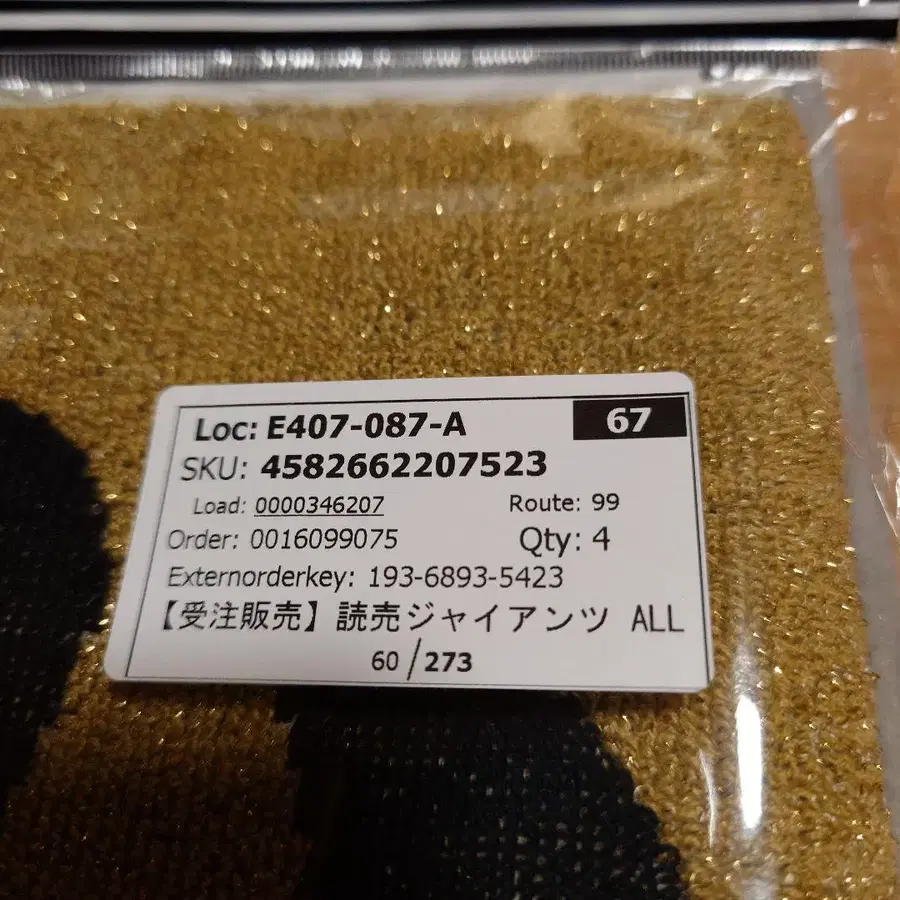 Loc: E407-087-A 67
SKU: 4582662207523
Load: 0000346207 Route: 99
Order: 0016099075 Qty: 4
Externorderkey: 193-6893-5423
【受注販売】読売ジャイアンツ ALL
60/273